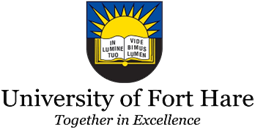 IN LUMINE TUO
VIDE BIMUS LUMEN
University of Fort Hare
Together in Excellence